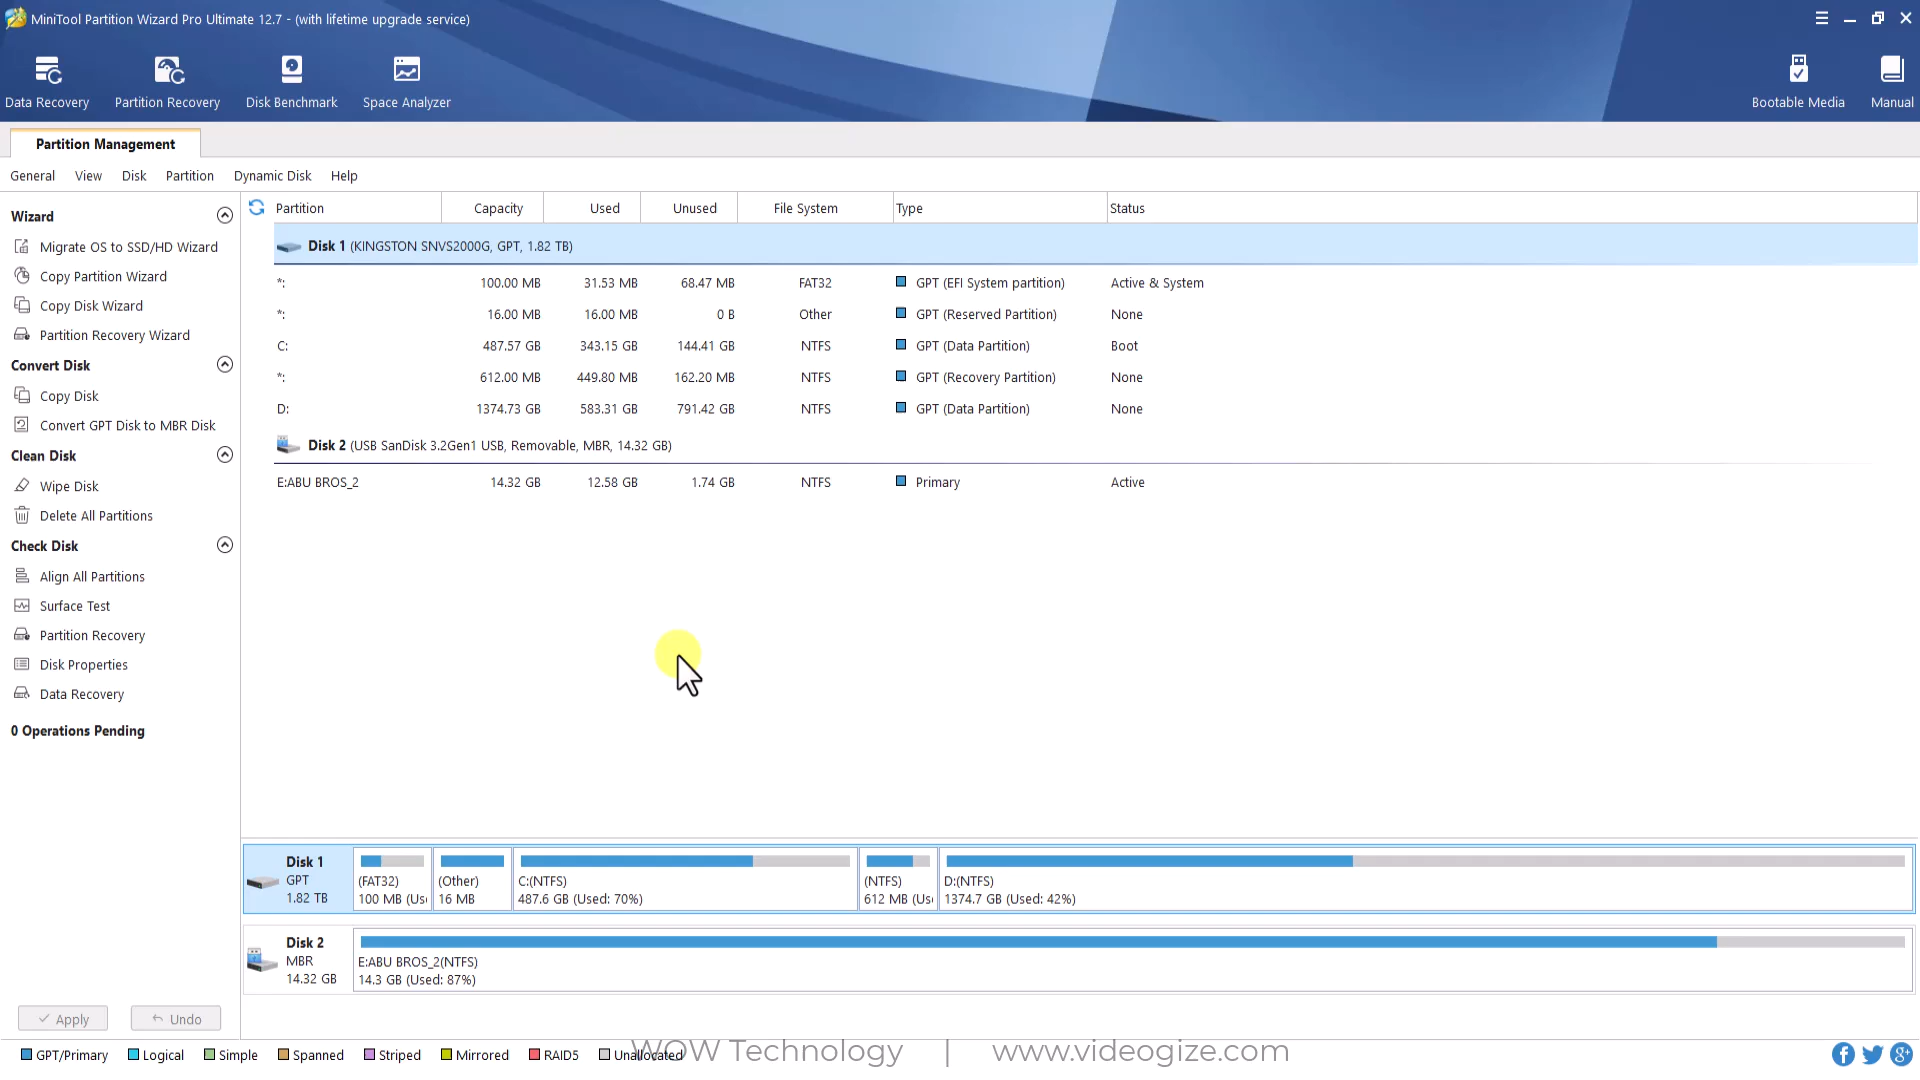 MiniTool Partition Wizard Pro Ultimate 12.7 - (with lifetime upgrade service)
Data Recovery Partition Recovery Disk Benchmark Space Analyzer Bootable Media Manual
Partition Management
General View Disk Partition Dynamic Disk Help
Wizard
Migrate OS to SSD/HD Wizard
Copy Partition Wizard
Copy Disk Wizard
Partition Recovery Wizard
Convert Disk
Copy Disk
Convert GPT Disk to MBR Disk
Clean Disk
Wipe Disk
Delete All Partitions
Check Disk
Align All Partitions
Surface Test
Partition Recovery
Disk Properties
Data Recovery
0 Operations Pending
Apply Undo
Partition Capacity Used Unused File System Type Status
Disk 1 (KINGSTON SNVS2000G, GPT, 1.82 TB)
*: 100.00 MB 31.53 MB 68.47 MB FAT32 GPT (EFI System partition) Active & System
*: 16.00 MB 16.00 MB 0 B Other GPT (Reserved Partition) None
C: 487.57 GB 343.15 GB 144.41 GB NTFS GPT (Data Partition) Boot
*: 612.00 MB 449.80 MB 162.20 MB NTFS GPT (Recovery Partition) None
D: 1374.73 GB 583.31 GB 791.42 GB NTFS GPT (Data Partition) None
Disk 2 (USB SanDisk 3.2Gen1 USB, Removable, MBR, 14.32 GB)
E:ABU BROS_2 14.32 GB 12.58 GB 1.74 GB NTFS Primary Active
Disk 1
GPT (FAT32) (Other) C:(NTFS) (NTFS) D:(NTFS)
1.82 TB 100 MB (Us 16 MB 487.6 GB (Used: 70%) 612 MB (Us 1374.7 GB (Used: 42%)
Disk 2
MBR E:ABU BROS_2(NTFS)
14.32 GB 14.3 GB (Used: 87%)
GPT/Primary Logical Simple Spanned Striped Mirrored RAID5 Unallocated
WOW Technology | www.videogize.com